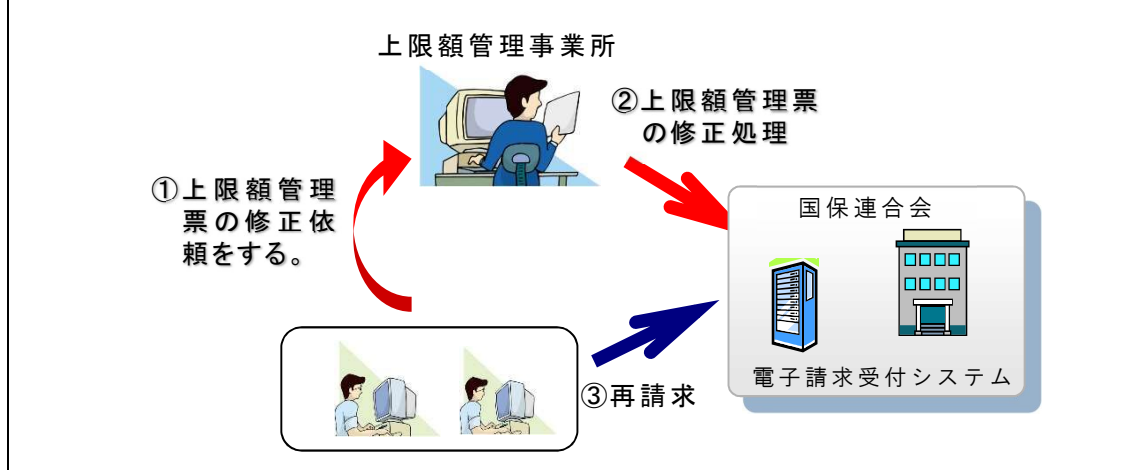 上限額管理事業所
②上限額管理票
の修正処理
①上限額管理
票の修正依
頼をする。
国保連合会
電子請求受付システム
③再請求